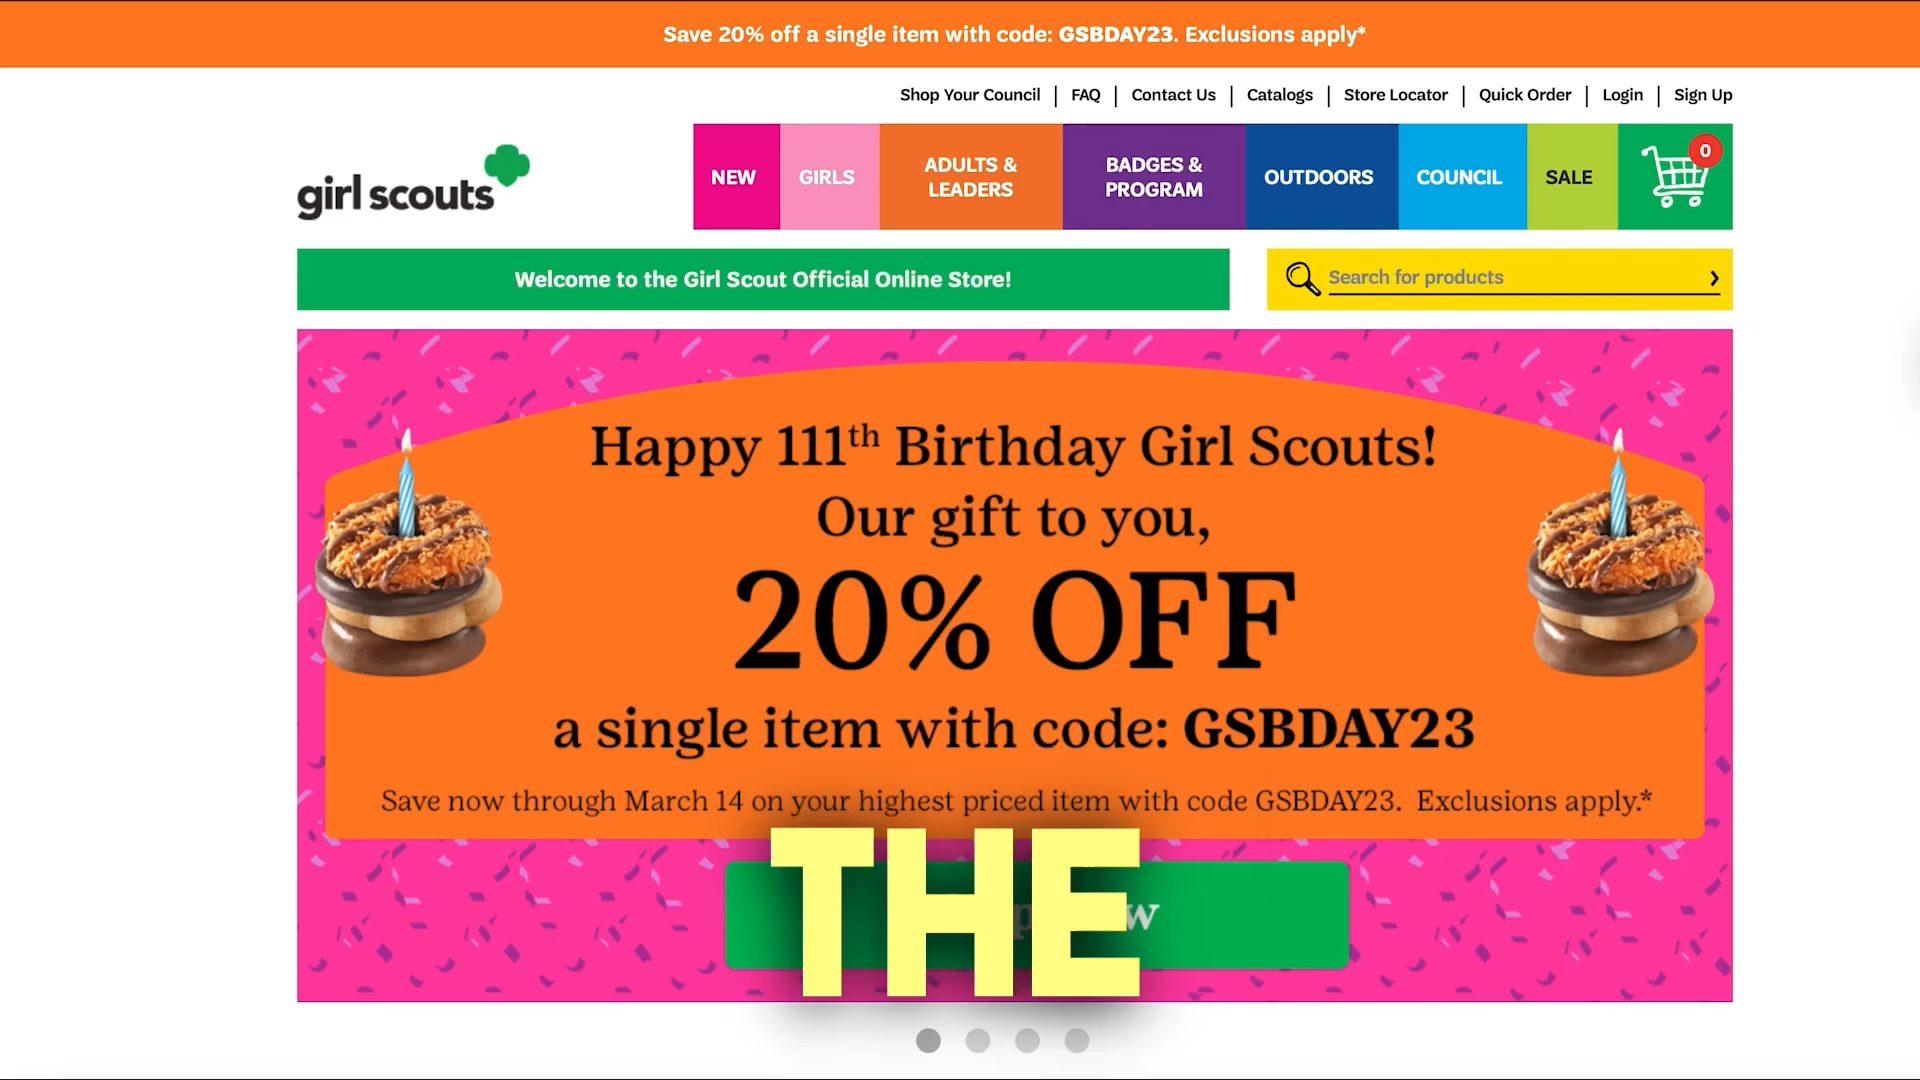 Save 20% off a single item with code: GSBDAY23. Exclusions apply*
Shop Your Council | FAQ | Contact Us | Catalogs | Store Locator | Quick Order | Login | Sign Up
girl scouts
NEW
GIRLS
ADULTS &
LEADERS
BADGES &
PROGRAM
OUTDOORS
COUNCIL
SALE
0
Welcome to the Girl Scout Official Online Store!
Search for products
Happy 111th Birthday Girl Scouts!
Our gift to you,
20% OFF
a single item with code: GSBDAY23
Save now through March 14 on your highest priced item with code GSBDAY23. Exclusions apply.*
THE